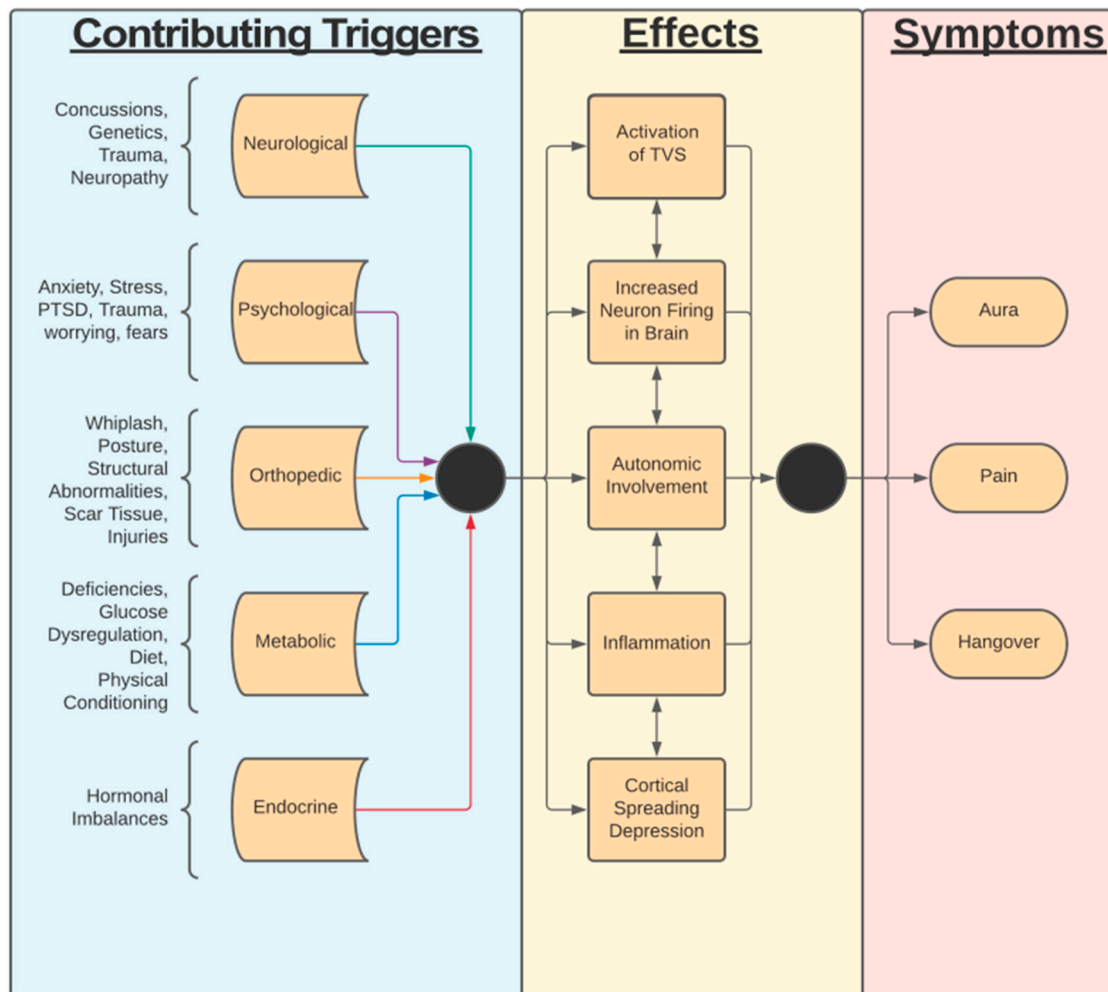 Contributing Triggers
Effects
Symptoms
Concussions,
Genetics,
Trauma,
Neuropathy
Neurological
Activation
of TVS
Anxiety, Stress,
PTSD, Trauma,
worrying, fears
Psychological
Increased
Neuron Firing
in Brain
Aura
Whiplash,
Posture,
Structural
Abnormalities,
Scar Tissue,
Injuries
Orthopedic
Autonomic
Involvement
Pain
Deficiencies,
Glucose
Dysregulation,
Diet,
Physical
Conditioning
Metabolic
Inflammation
Hangover
Hormonal
Imbalances
Endocrine
Cortical
Spreading
Depression